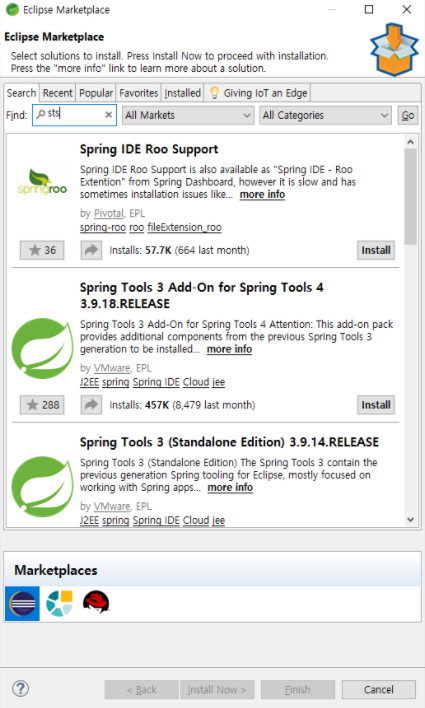 Eclipse Marketplace
Eclipse Marketplace
Select solutions to install. Press Install Now to proceed with installation.
Press the "more info" link to learn more about a solution.
Search Recent Popular Favorites Installed Giving IoT an Edge
Find: sts All Markets All Categories Go
Spring IDE Roo Support
Spring IDE Roo Support is also available as "Spring IDE - Roo
Extention" from Spring Dashboard, however it is slow and has
sometimes installation issues like... more info
springroo
by Pivotal, EPL
spring-roo roo fileExtension_roo
36 Installs: 57.7K (664 last month) Install
Spring Tools 3 Add-On for Spring Tools 4
3.9.18.RELEASE
Spring Tools 3 Add-On for Spring Tools 4 Attention: This add-on pack
provides additional components from the previous Spring Tools 3
generation to be installed... more info
by VMware, EPL
J2EE spring Spring IDE Cloud jee
288 Installs: 457K (8,479 last month) Install
Spring Tools 3 (Standalone Edition) 3.9.14.RELEASE
Spring Tools 3 (Standalone Edition) The Spring Tools 3 contain the
previous generation Spring tooling for Eclipse, mostly focused on
working with Spring apps... more info
by VMware, EPL
J2EE spring Spring IDE Cloud jee
Marketplaces
? < Back Install Now > Finish Cancel